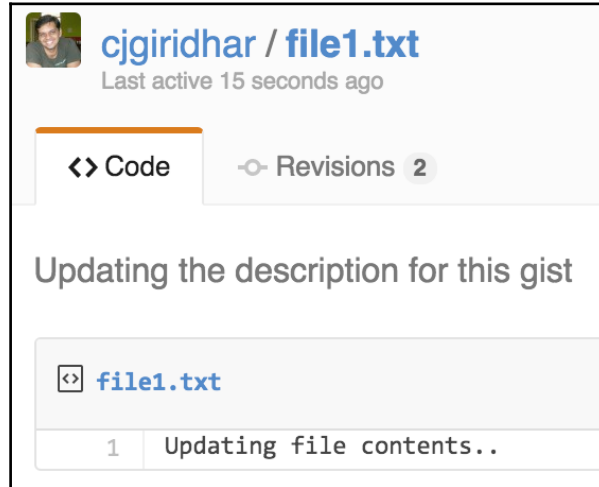 cjgiridhar / file1.txt
Last active 15 seconds ago
<> Code Revisions 2
Updating the description for this gist
file1.txt
1 Updating file contents..